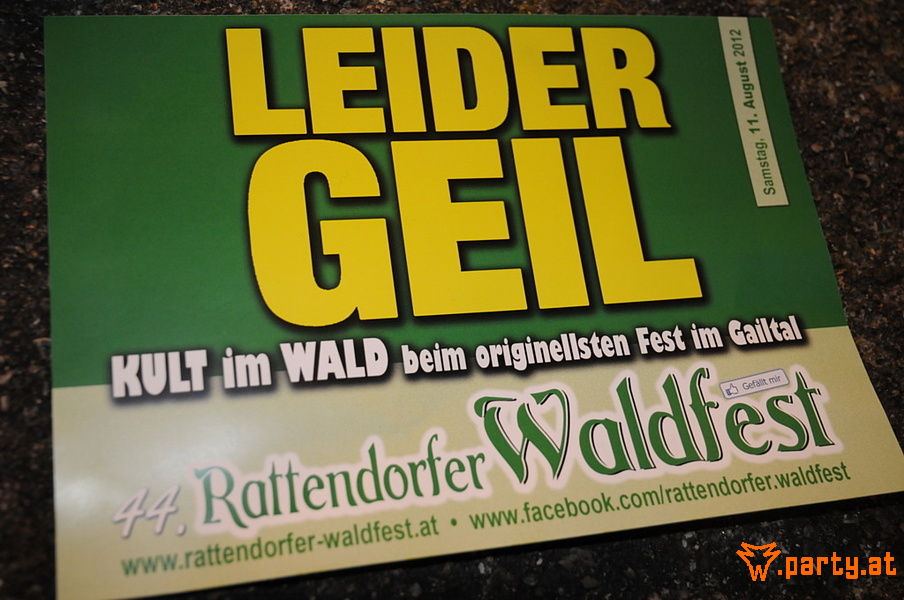 LEIDER
GEIL
Samstag, 11. August 2012
KULT im WALD beim originellsten Fest im Gailtal
Gefällt mir
44. Rattendorfer Waldfest
www.rattendorfer-waldfest.at • www.facebook.com/rattendorfer.waldfest
w.party.at